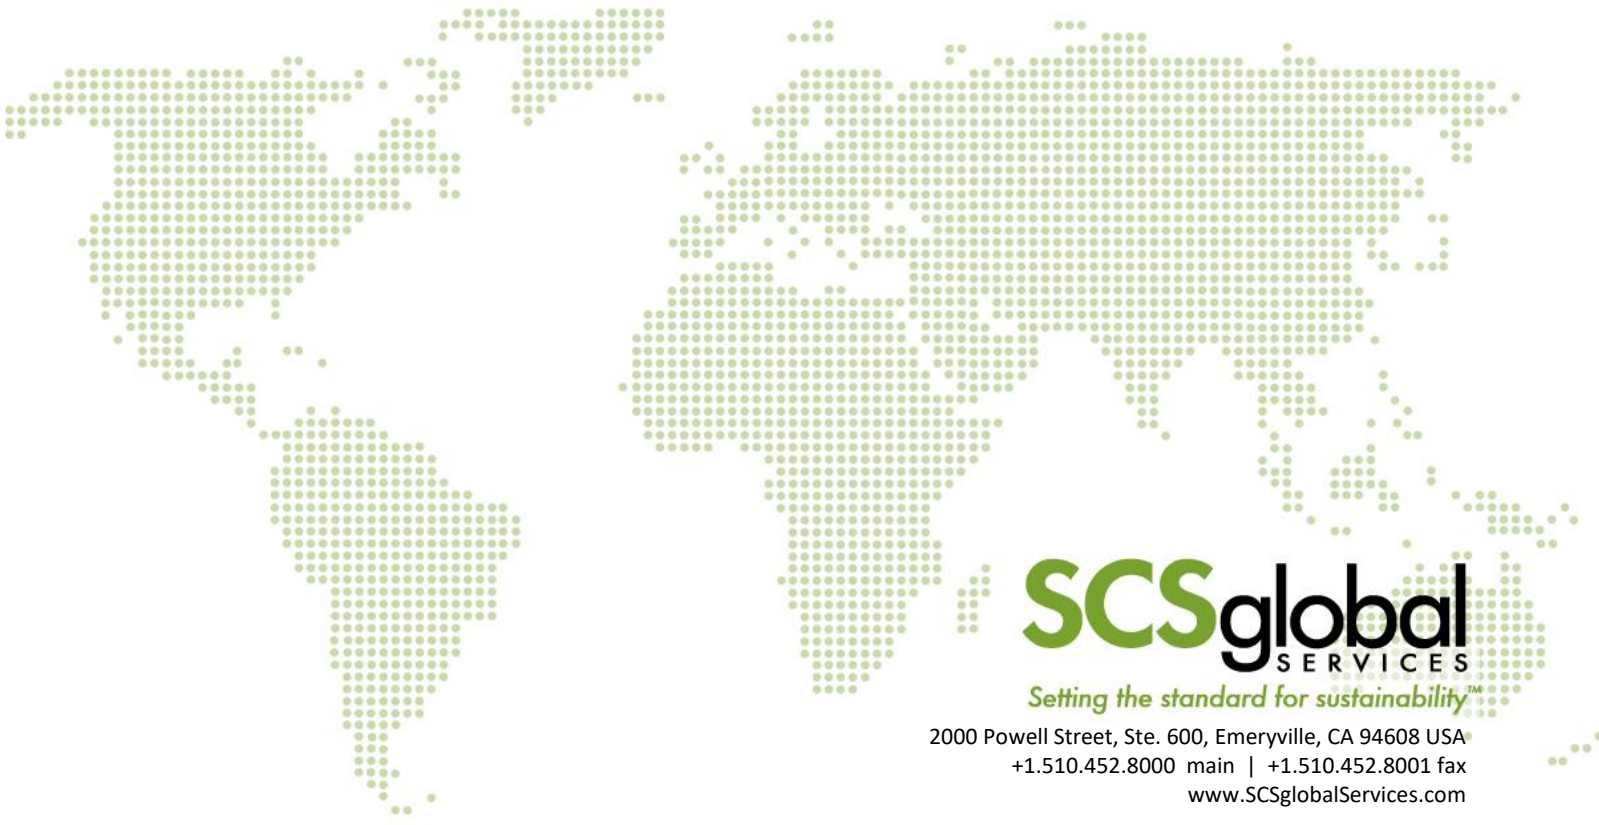 SCSglobal
SERVICES
Setting the standard for sustainability™
2000 Powell Street, Ste. 600, Emeryville, CA 94608 USA
+1.510.452.8000 main | +1.510.452.8001 fax
www.SCSglobalServices.com